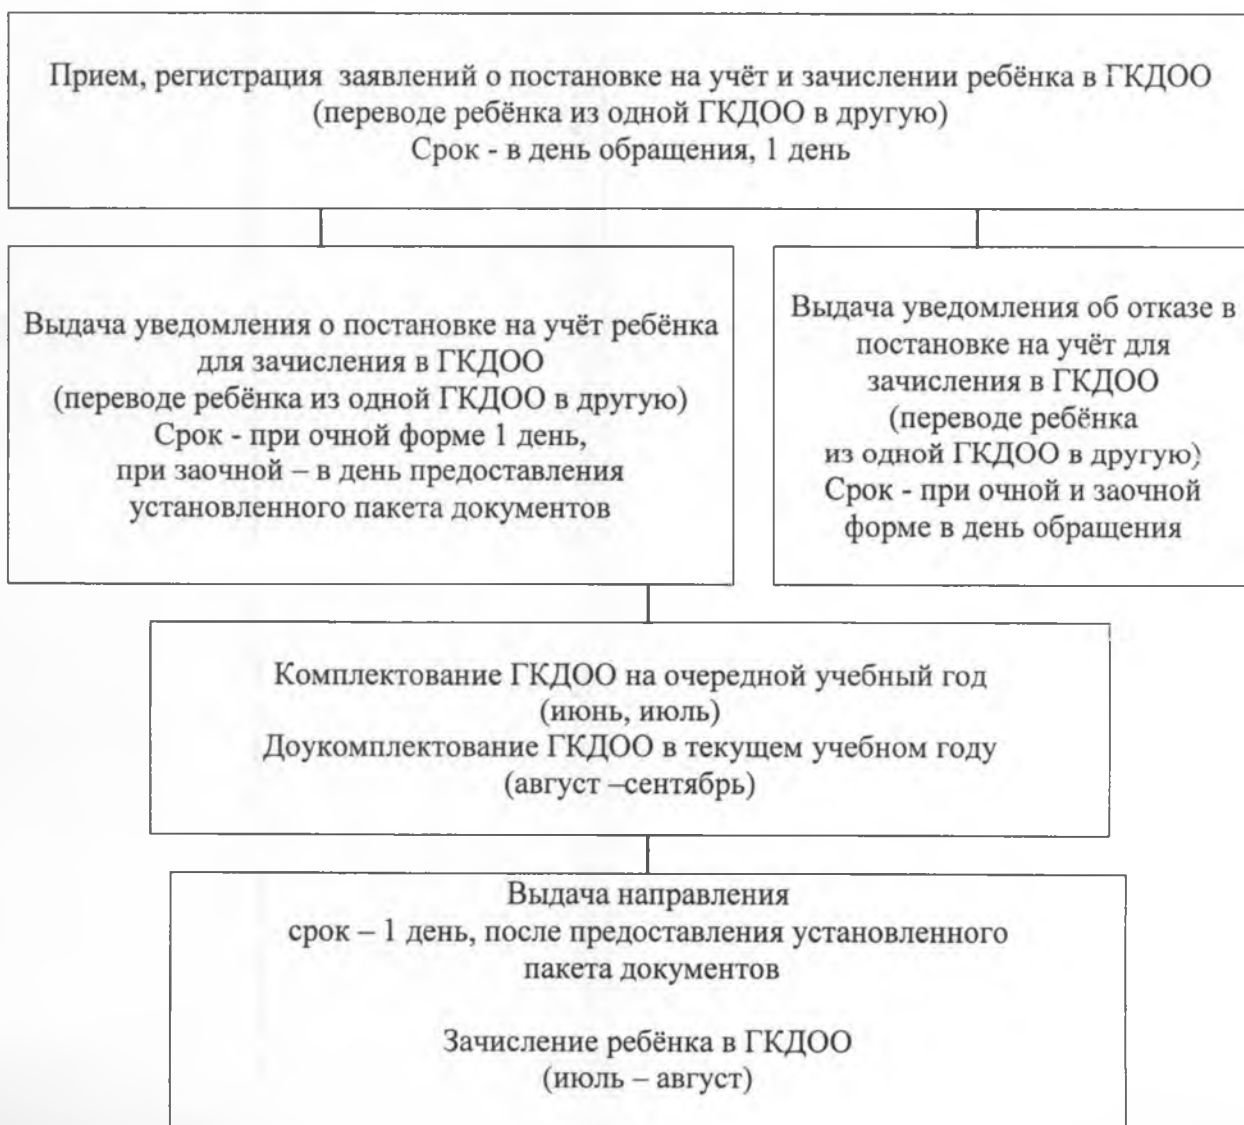 Прием, регистрация заявлений о постановке на учёт и зачислении ребёнка в ГКДОО
(переводе ребёнка из одной ГКДОО в другую)
Срок - в день обращения, 1 день
Выдача уведомления о постановке на учёт ребёнка
для зачисления в ГКДОО
(переводе ребёнка из одной ГКДОО в другую)
Срок - при очной форме 1 день,
при заочной – в день предоставления
установленного пакета документов
Выдача уведомления об отказе в
постановке на учёт для
зачисления в ГКДОО
(переводе ребёнка
из одной ГКДОО в другую)
Срок - при очной и заочной
форме в день обращения
Комплектование ГКДОО на очередной учебный год
(июнь, июль)
Доукомплектование ГКДОО в текущем учебном году
(август –сентябрь)
Выдача направления
срок – 1 день, после предоставления установленного
пакета документов
Зачисление ребёнка в ГКДОО
(июль – август)